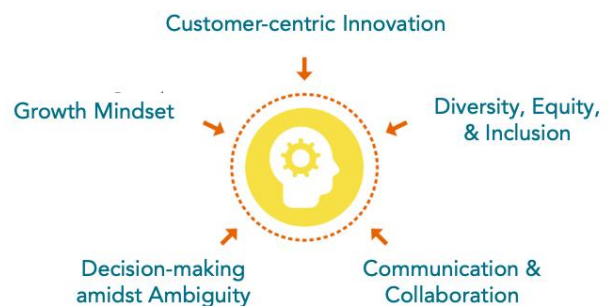 Customer-centric Innovation
Growth Mindset
Diversity, Equity,
& Inclusion
Decision-making
amidst Ambiguity
Communication &
Collaboration